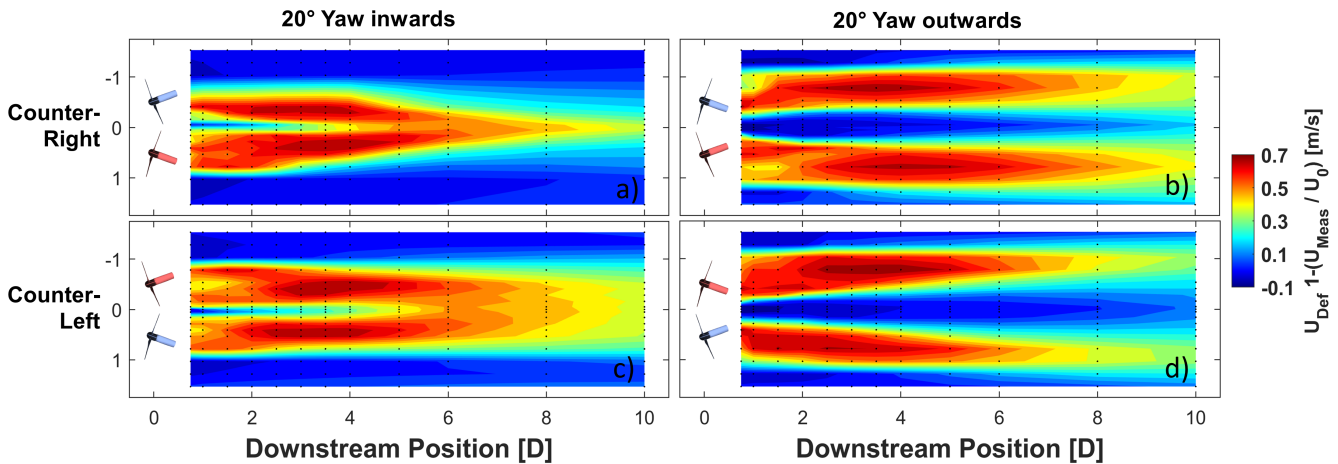 20° Yaw inwards
20° Yaw outwards
Counter-
Right
-1
0
1
a)
b)
Counter-
Left
-1
0
1
c)
d)
0 2 4 6 8 10
0 2 4 6 8 10
Downstream Position [D]
Downstream Position [D]
0.7
0.5
0.3
0.1
-0.1
U_Def 1-(U_Meas / U_0) [m/s]